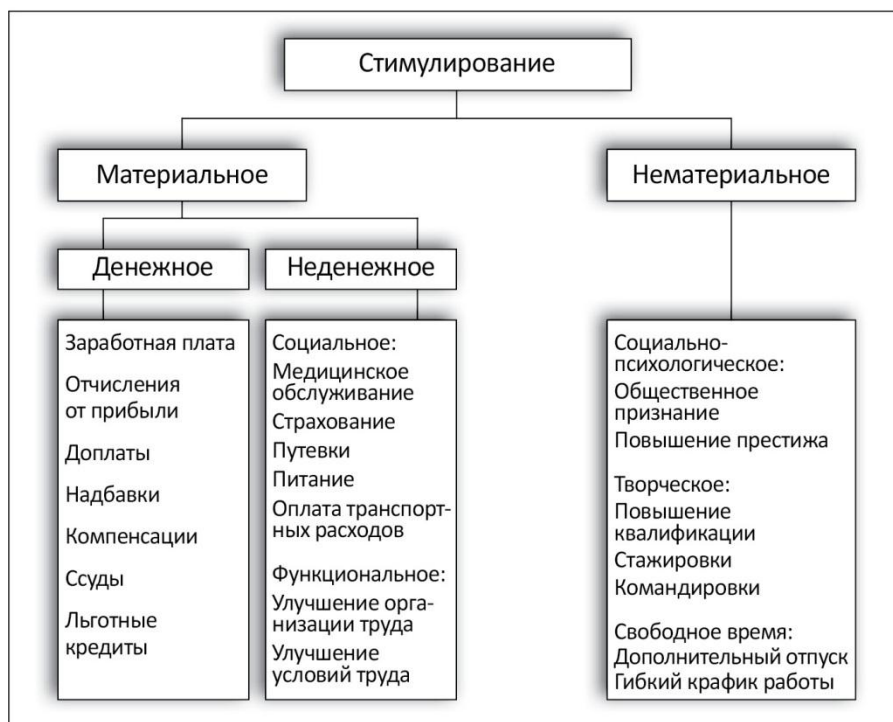 Стимулирование
Материальное
Нематериальное
Денежное
Неденежное
Заработная плата
Отчисления
от прибыли
Доплаты
Надбавки
Компенсации
Ссуды
Льготные
кредиты
Социальное:
Медицинское
обслуживание
Страхование
Путевки
Питание
Оплата транспорт-
ных расходов
Функциональное:
Улучшение орга-
низации труда
Улучшение
условий труда
Социально-
психологическое:
Общественное
признание
Повышение престижа
Творческое:
Повышение
квалификации
Стажировки
Командировки
Свободное время:
Дополнительный отпуск
Гибкий крафик работы